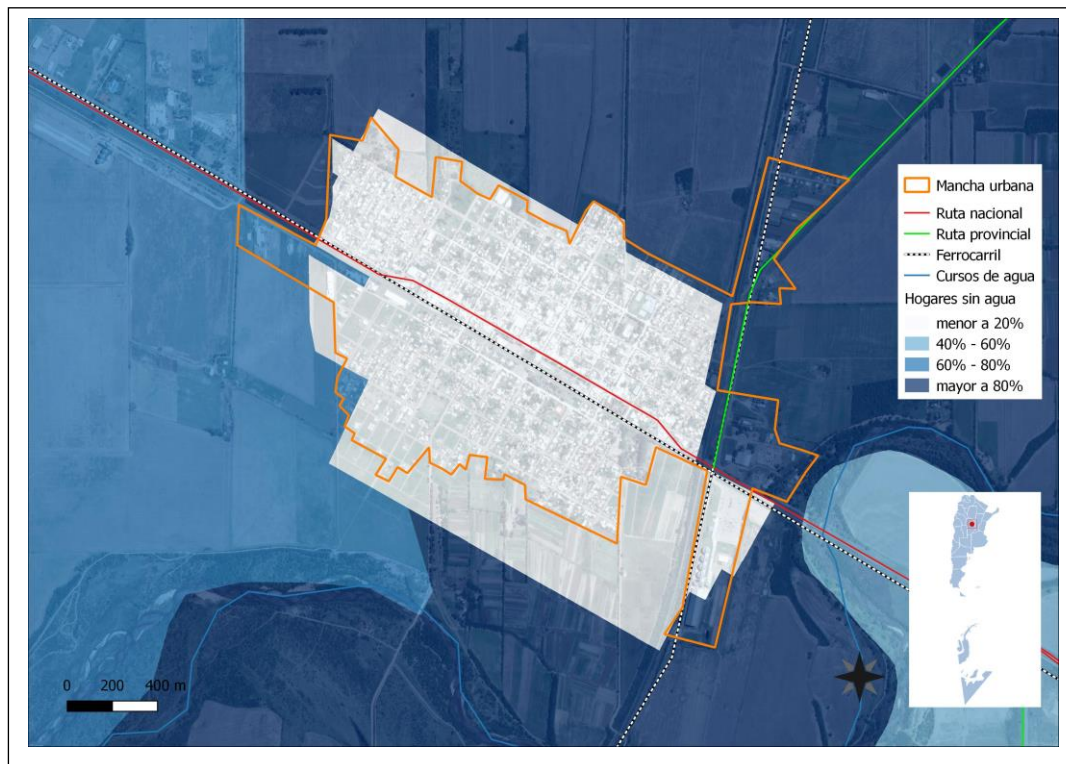 Mancha urbana
Ruta nacional
Ruta provincial
Ferrocarril
Cursos de agua
Hogares sin agua
menor a 20%
40% - 60%
60% - 80%
mayor a 80%
0 200 400 m